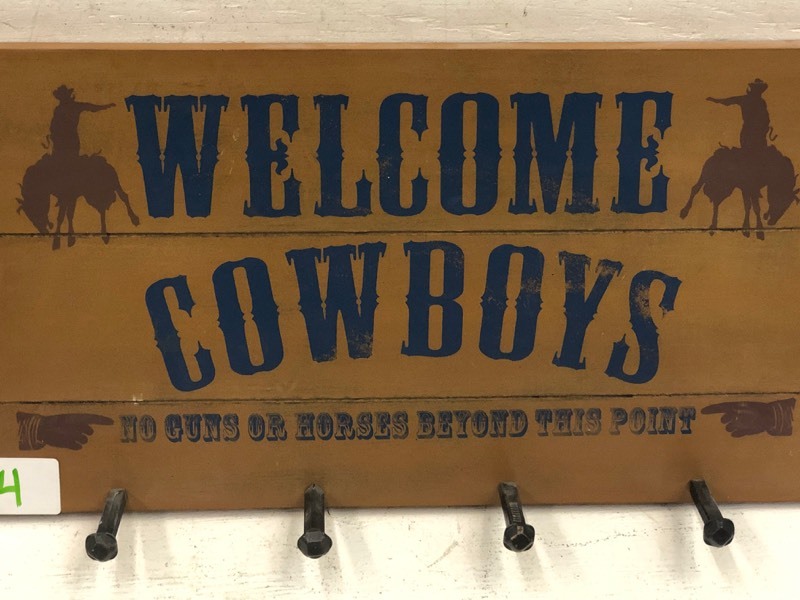 WELCOME
COWBOYS
NO GUNS OR HORSES BEYOND THIS POINT
4